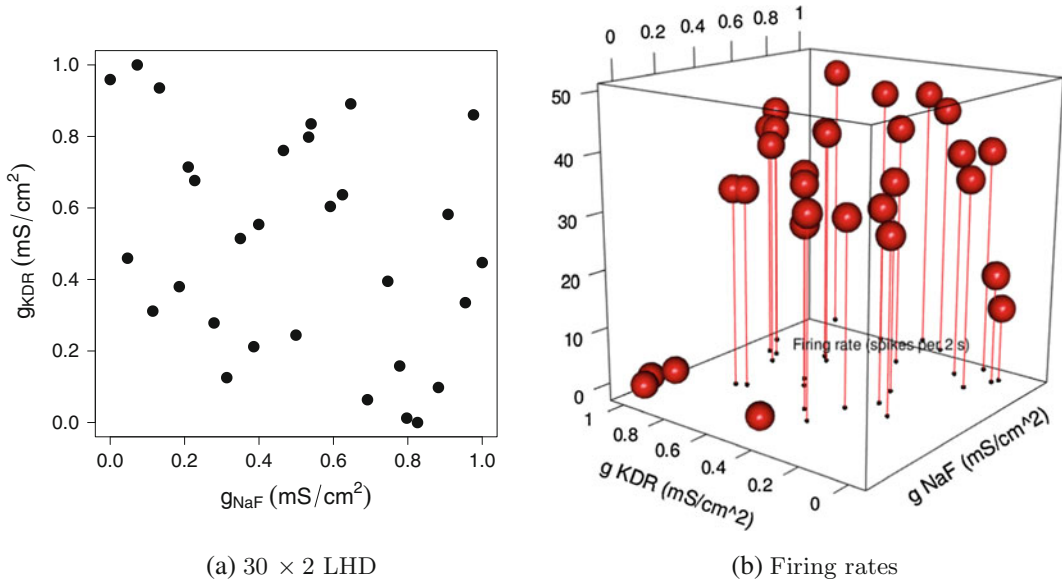 1.0
0.8
0.6
0.4
0.2
0.0
gKDR (mS/cm²)
0.0 0.2 0.4 0.6 0.8 1.0
gNaF (mS/cm²)
(a) 30 × 2 LHD
0 0.2 0.4 0.6 0.8 1
50
40
30
20
10
0
Firing rate (spikes per 2 s)
1 0.8 0.6 0.4 0.2 0
g KDR (mS/cm^2)
g NaF (mS/cm^2)
(b) Firing rates